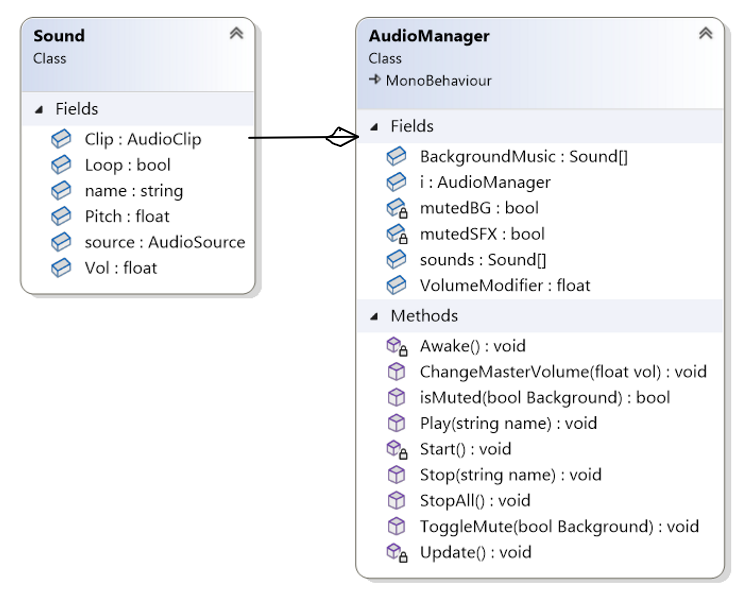 Sound
Class
Fields
Clip : AudioClip
Loop : bool
name : string
Pitch : float
source : AudioSource
Vol : float
AudioManager
Class
MonoBehaviour
Fields
BackgroundMusic : Sound[]
i : AudioManager
mutedBG : bool
mutedSFX : bool
sounds : Sound[]
VolumeModifier : float
Methods
Awake() : void
ChangeMasterVolume(float vol) : void
isMuted(bool Background) : bool
Play(string name) : void
Start() : void
Stop(string name) : void
StopAll() : void
ToggleMute(bool Background) : void
Update() : void